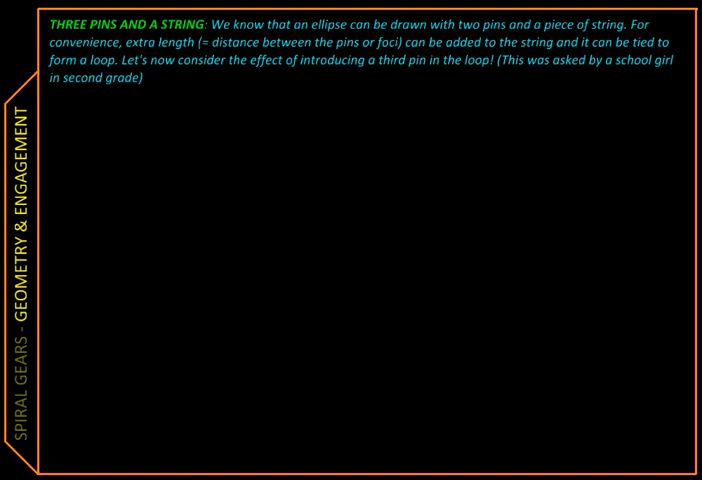 THREE PINS AND A STRING: We know that an ellipse can be drawn with two pins and a piece of string. For
convenience, extra length (= distance between the pins or foci) can be added to the string and it can be tied to
form a loop. Let's now consider the effect of introducing a third pin in the loop! (This was asked by a school girl
in second grade)
SPIRAL GEARS - GEOMETRY & ENGAGEMENT